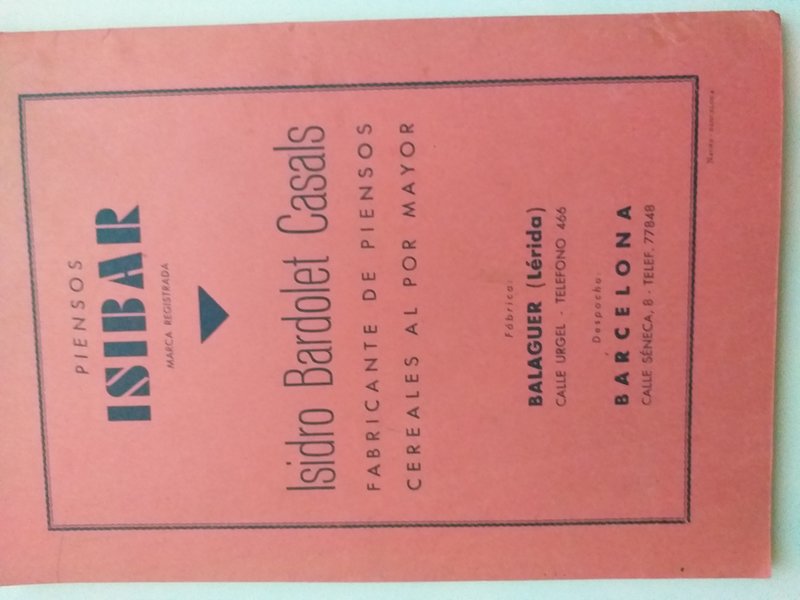 PIENSOS
ISIBAR
MARCA REGISTRADA
Isidro Bardolet Casals
FABRICANTE DE PIENSOS
CEREALES AL POR MAYOR
Fábrica:
BALAGUER (Lérida)
CALLE URGEL - TELEFONO 466
Despacho:
BARCELONA
CALLE SÉNECA, 8 - TELEF. 77848